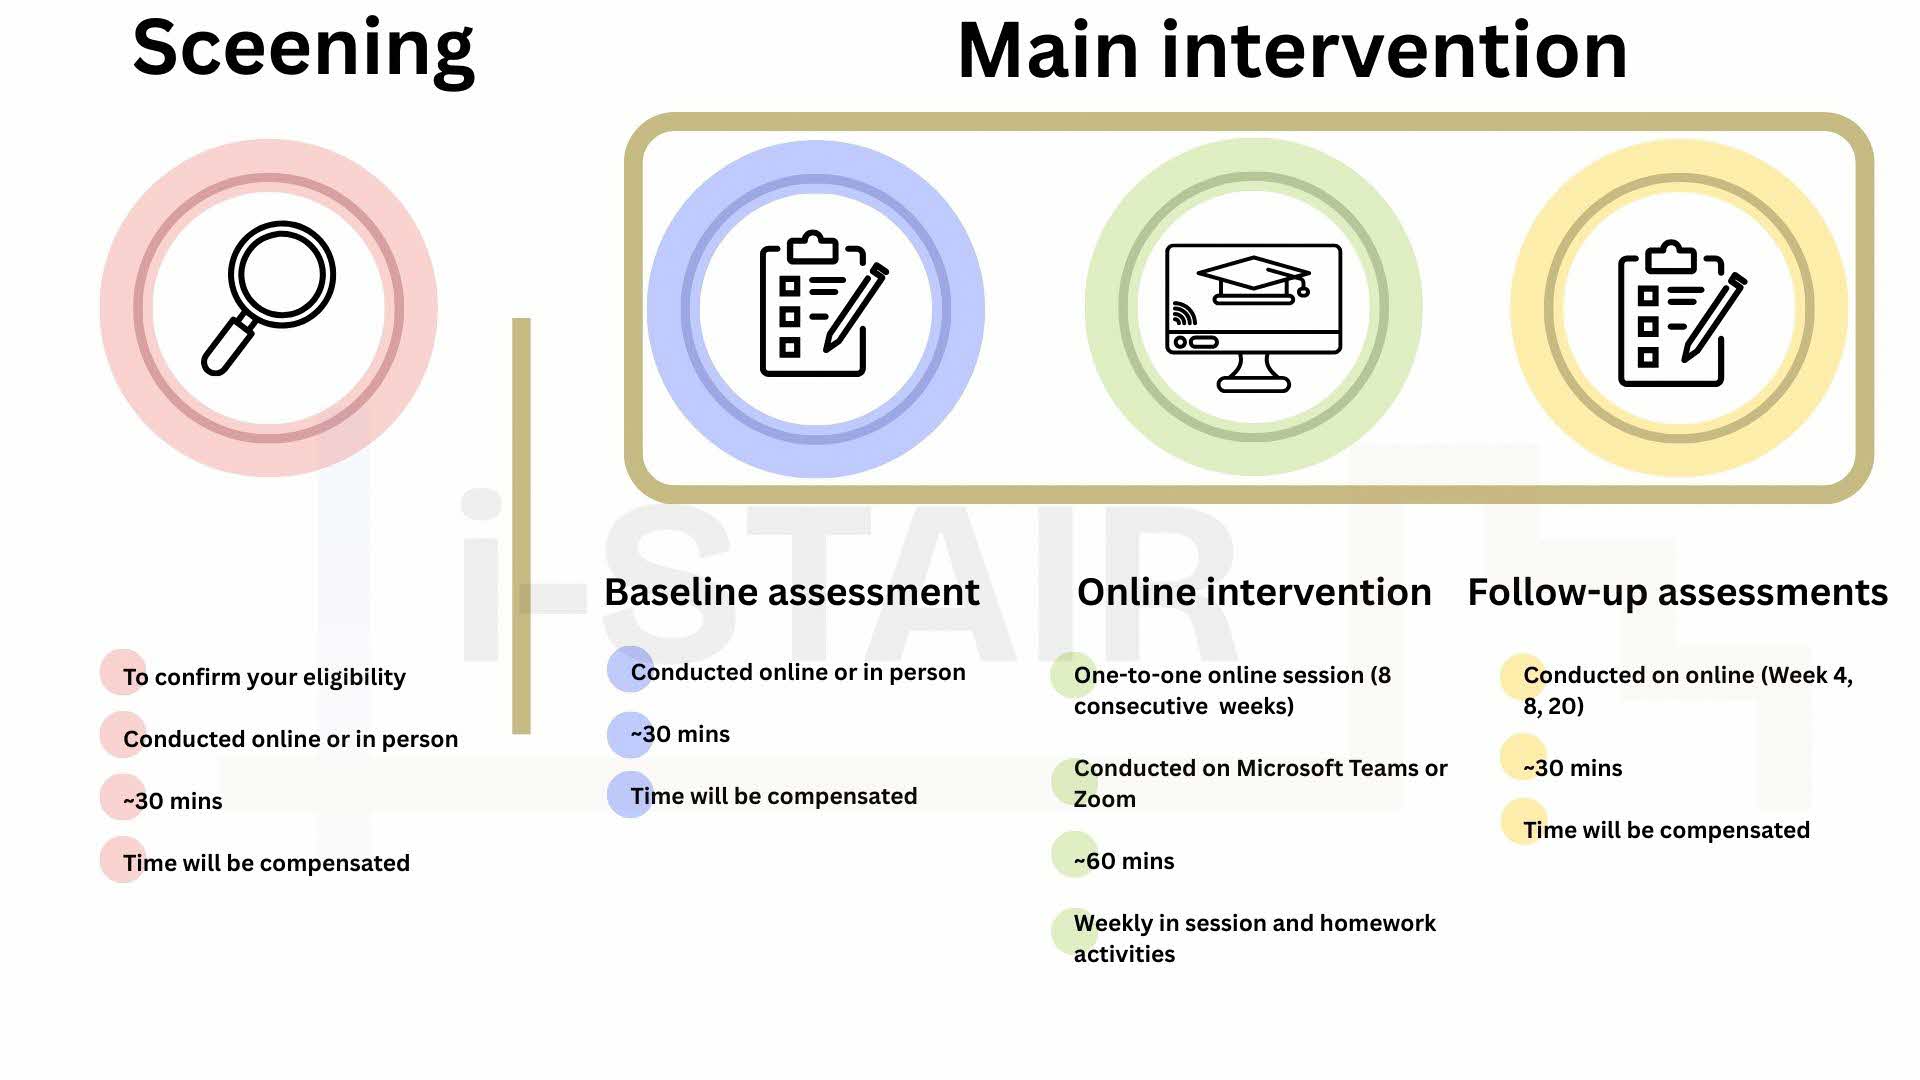 Sceening
Main intervention
i-STAIR
Baseline assessment
Online intervention
Follow-up assessments
To confirm your eligibility
Conducted online or in person
~30 mins
Time will be compensated
Conducted online or in person
~30 mins
Time will be compensated
One-to-one online session (8
consecutive  weeks)
Conducted on Microsoft Teams or
Zoom
~60 mins
Weekly in session and homework
activities
Conducted on online (Week 4,
8, 20)
~30 mins
Time will be compensated